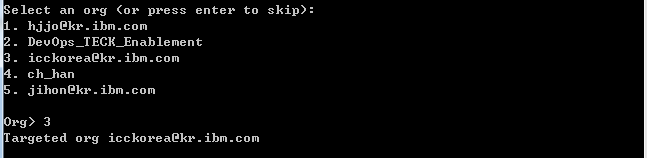 Select an org (or press enter to skip):
1. hjjo@kr.ibm.com
2. DevOps_TECK_Enablement
3. icckorea@kr.ibm.com
4. ch_han
5. jihon@kr.ibm.com
Org> 3
Targeted org icckorea@kr.ibm.com